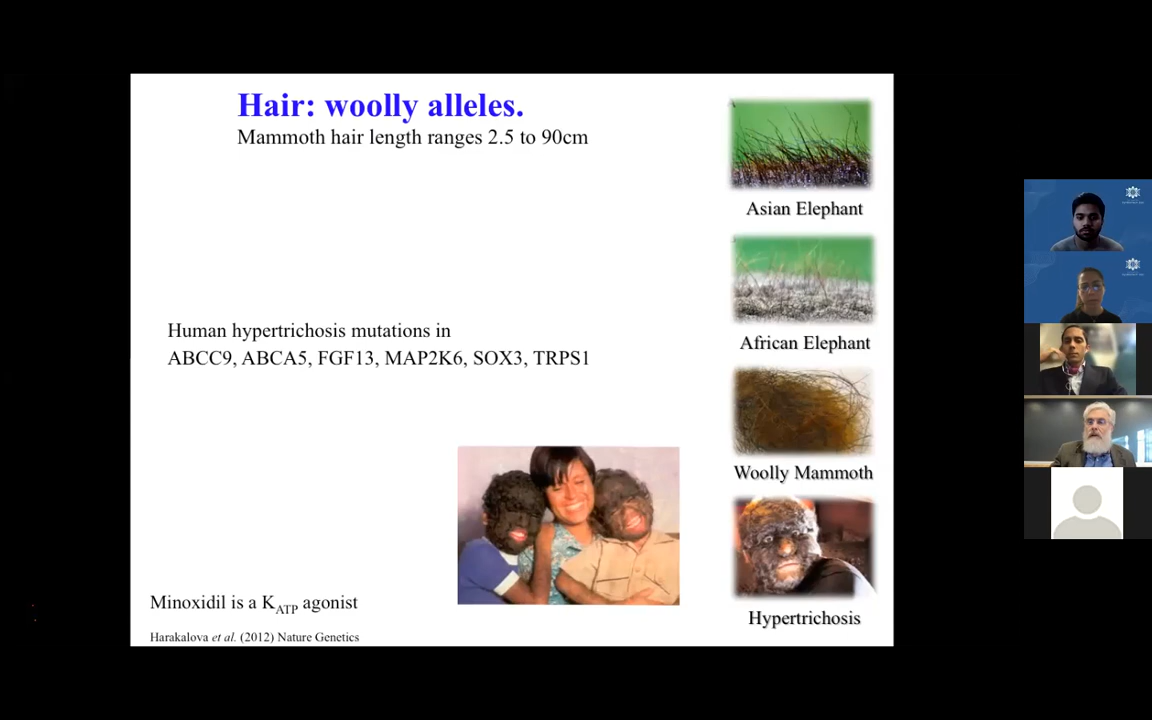 Hair: woolly alleles.
Mammoth hair length ranges 2.5 to 90cm
Asian Elephant
African Elephant
Human hypertrichosis mutations in
ABCC9, ABCA5, FGF13, MAP2K6, SOX3, TRPS1
Woolly Mammoth
Hypertrichosis
Minoxidil is a KATP agonist
Harakalova et al. (2012) Nature Genetics